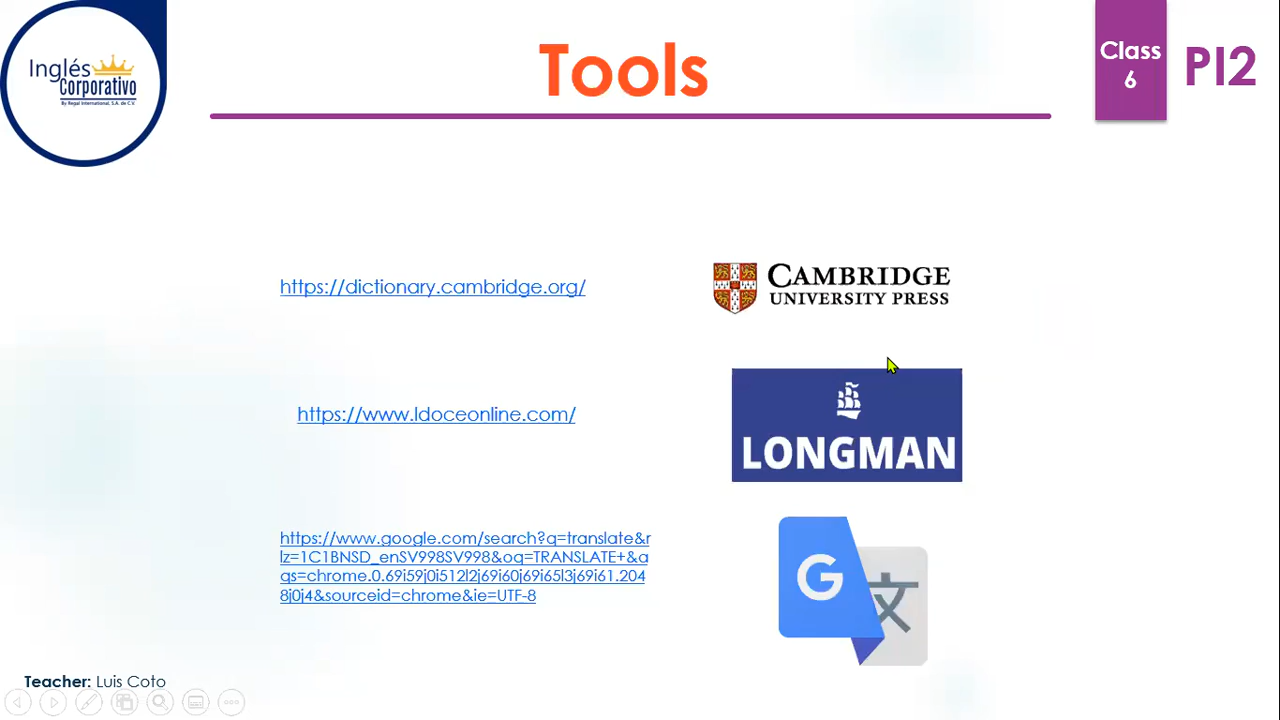 Inglés
Corporativo
By Repal International, S.A. de C.V.
Tools
Class
6
PI2
https://dictionary.cambridge.org/
CAMBRIDGE
UNIVERSITY PRESS
https://www.ldoceonline.com/
LONGMAN
https://www.google.com/search?q=translate&r
lz=1C1BNSD_enSV998SV998&oq=TRANSLATE+&a
qs=chrome.0.69i59j0i512l2j69i60j69i65l3j69i61.204
8j0j4&sourceid=chrome&ie=UTF-8
G
文
Teacher: Luis Coto